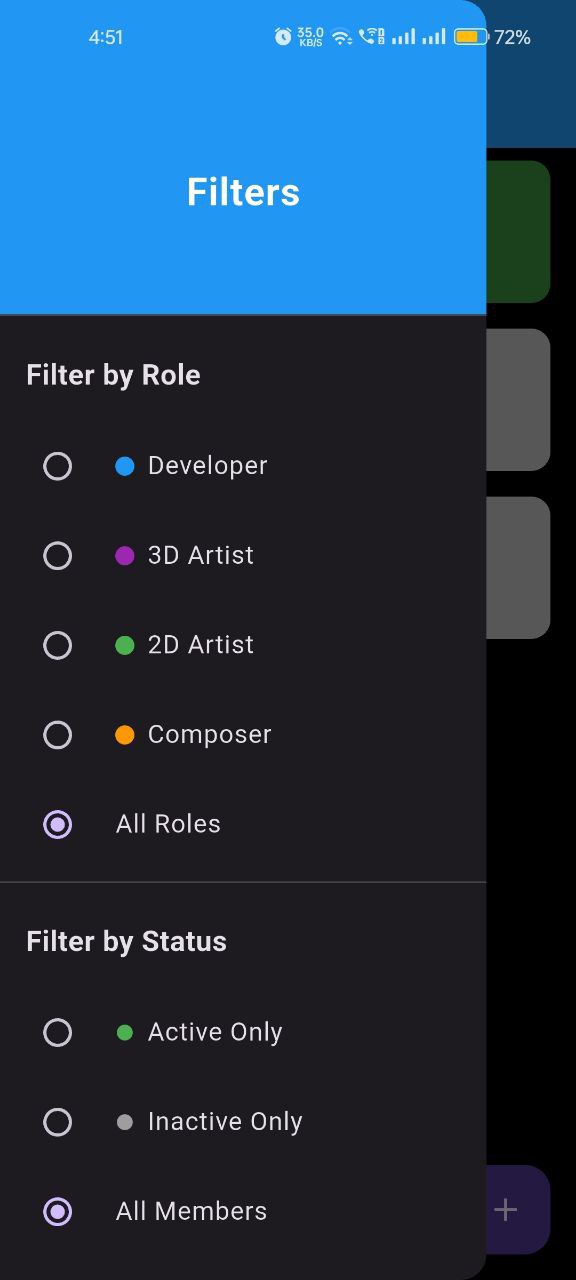 4:51 35.0 KB/S 72%
Filters
Filter by Role
Developer
3D Artist
2D Artist
Composer
All Roles
Filter by Status
Active Only
Inactive Only
All Members